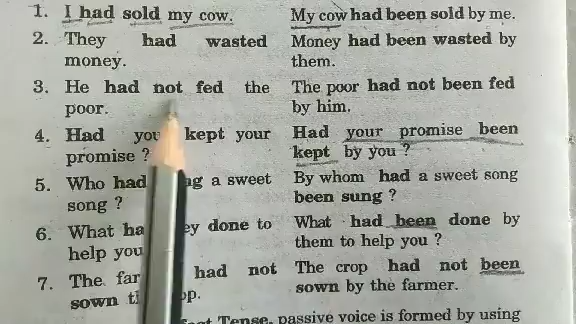 1. I had sold my cow. My cow had been sold by me.
2. They had wasted Money had been wasted by
money. them.
3. He had not fed the The poor had not been fed
poor. by him.
4. Had you kept your Had your promise been
promise ? kept by you ?
5. Who had a sweet By whom had a sweet song
song ? been sung ?
6. What done to What had been done by
help you them to help you ?
7. The had not The crop had not been
sown sown by the farmer.
Tense, passive voice is formed by using